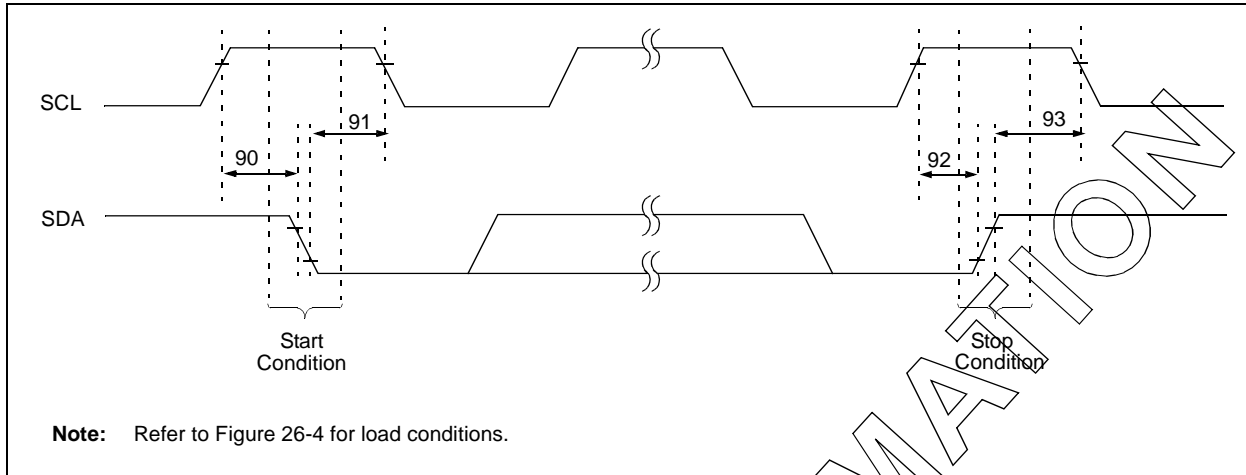 SCL
91
93
90
92
SDA
Start
Condition
Stop
Condition
Note: Refer to Figure 26-4 for load conditions.
MATION